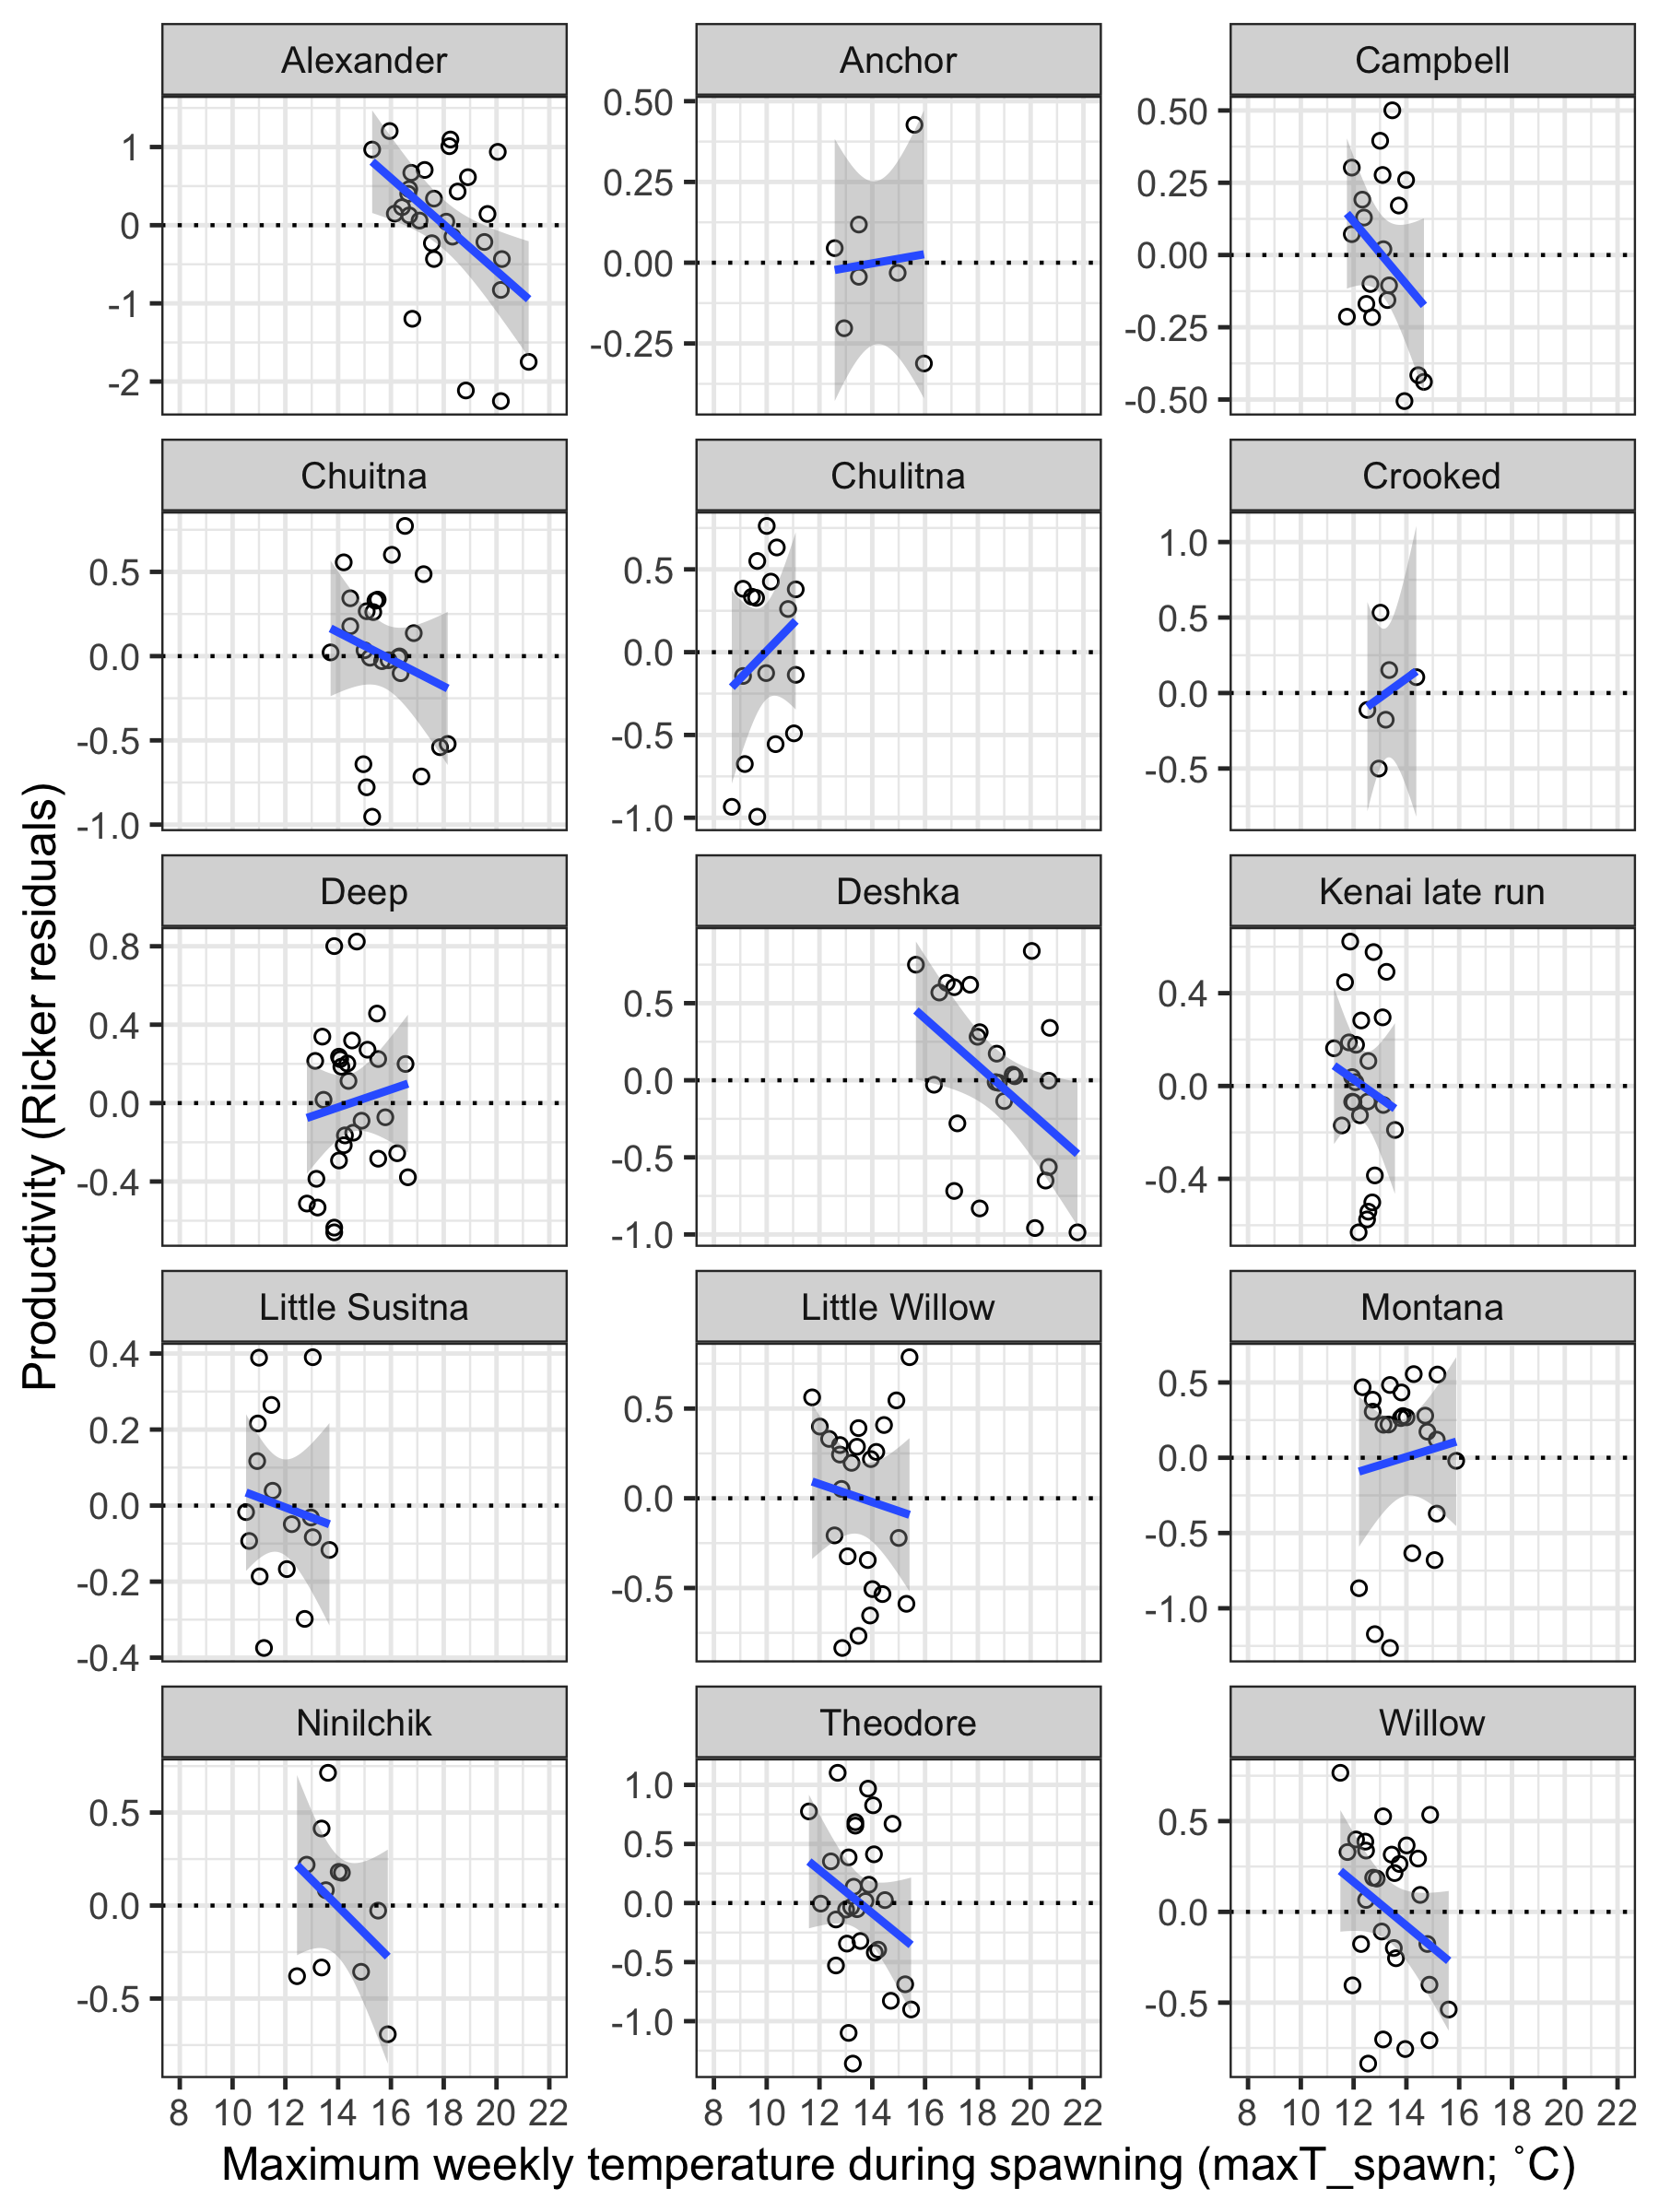 Alexander Anchor Campbell
1 0 -1 -2
0.50 0.25 0.00 -0.25
0.50 0.25 0.00 -0.25 -0.50
Chuitna Chulitna Crooked
0.5 0.0 -0.5 -1.0
0.5 0.0 -0.5 -1.0
1.0 0.5 0.0 -0.5
Deep Deshka Kenai late run
0.8 0.4 0.0 -0.4
0.5 0.0 -0.5 -1.0
0.4 0.0 -0.4
Little Susitna Little Willow Montana
0.4 0.2 0.0 -0.2 -0.4
0.5 0.0 -0.5
0.5 0.0 -0.5 -1.0
Ninilchik Theodore Willow
0.5 0.0 -0.5
1.0 0.5 0.0 -0.5 -1.0
0.5 0.0 -0.5
8 10 12 14 16 18 20 22 8 10 12 14 16 18 20 22 8 10 12 14 16 18 20 22
Maximum weekly temperature during spawning (maxT_spawn; ˚C)
Productivity (Ricker residuals)